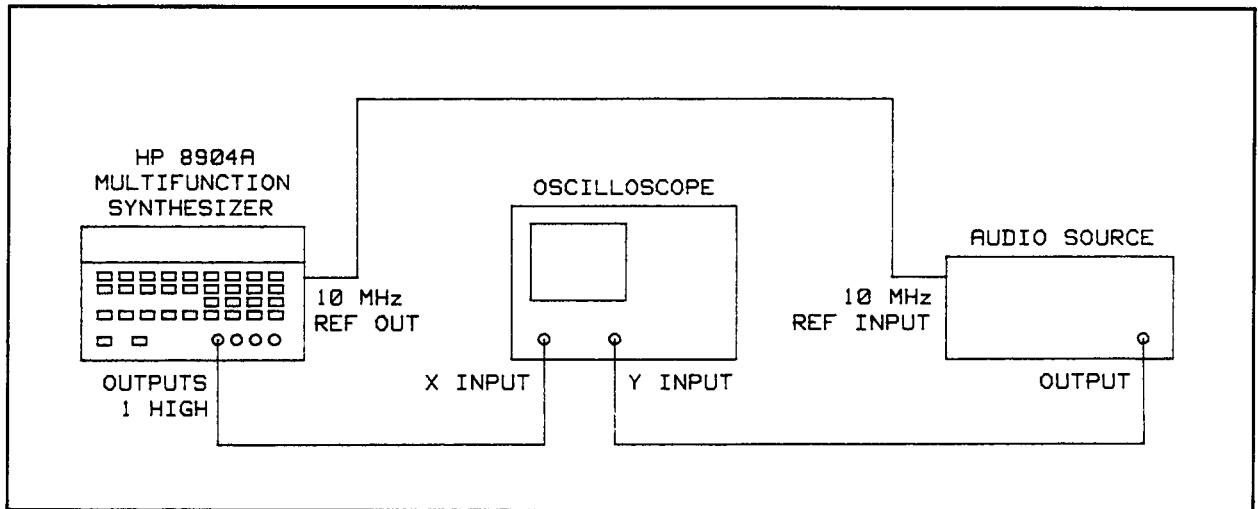 HP 8904A
MULTIFUNCTION
SYNTHESIZER
OSCILLOSCOPE
AUDIO SOURCE
10 MHz
REF OUT
10 MHz
REF INPUT
OUTPUTS
1 HIGH
X INPUT
Y INPUT
OUTPUT